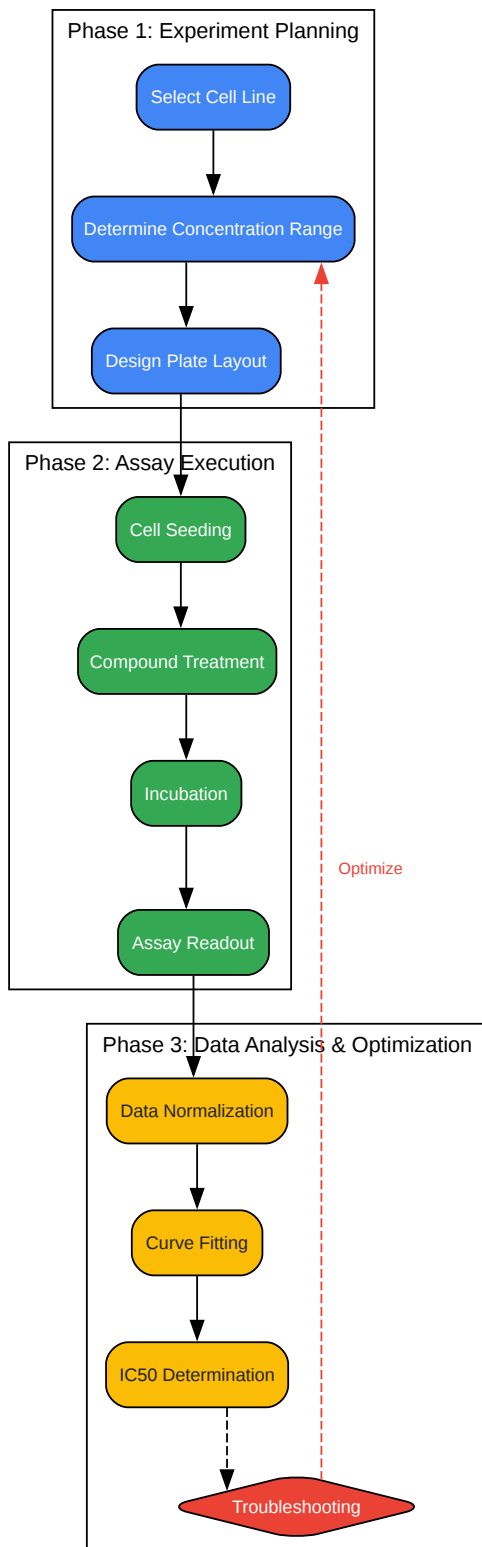 Phase 1: Experiment Planning
Select Cell Line
Determine Concentration Range
Design Plate Layout
Phase 2: Assay Execution
Cell Seeding
Compound Treatment
Incubation
Optimize
Assay Readout
Phase 3: Data Analysis & Optimization
Data Normalization
Curve Fitting
IC50 Determination
Troubleshooting